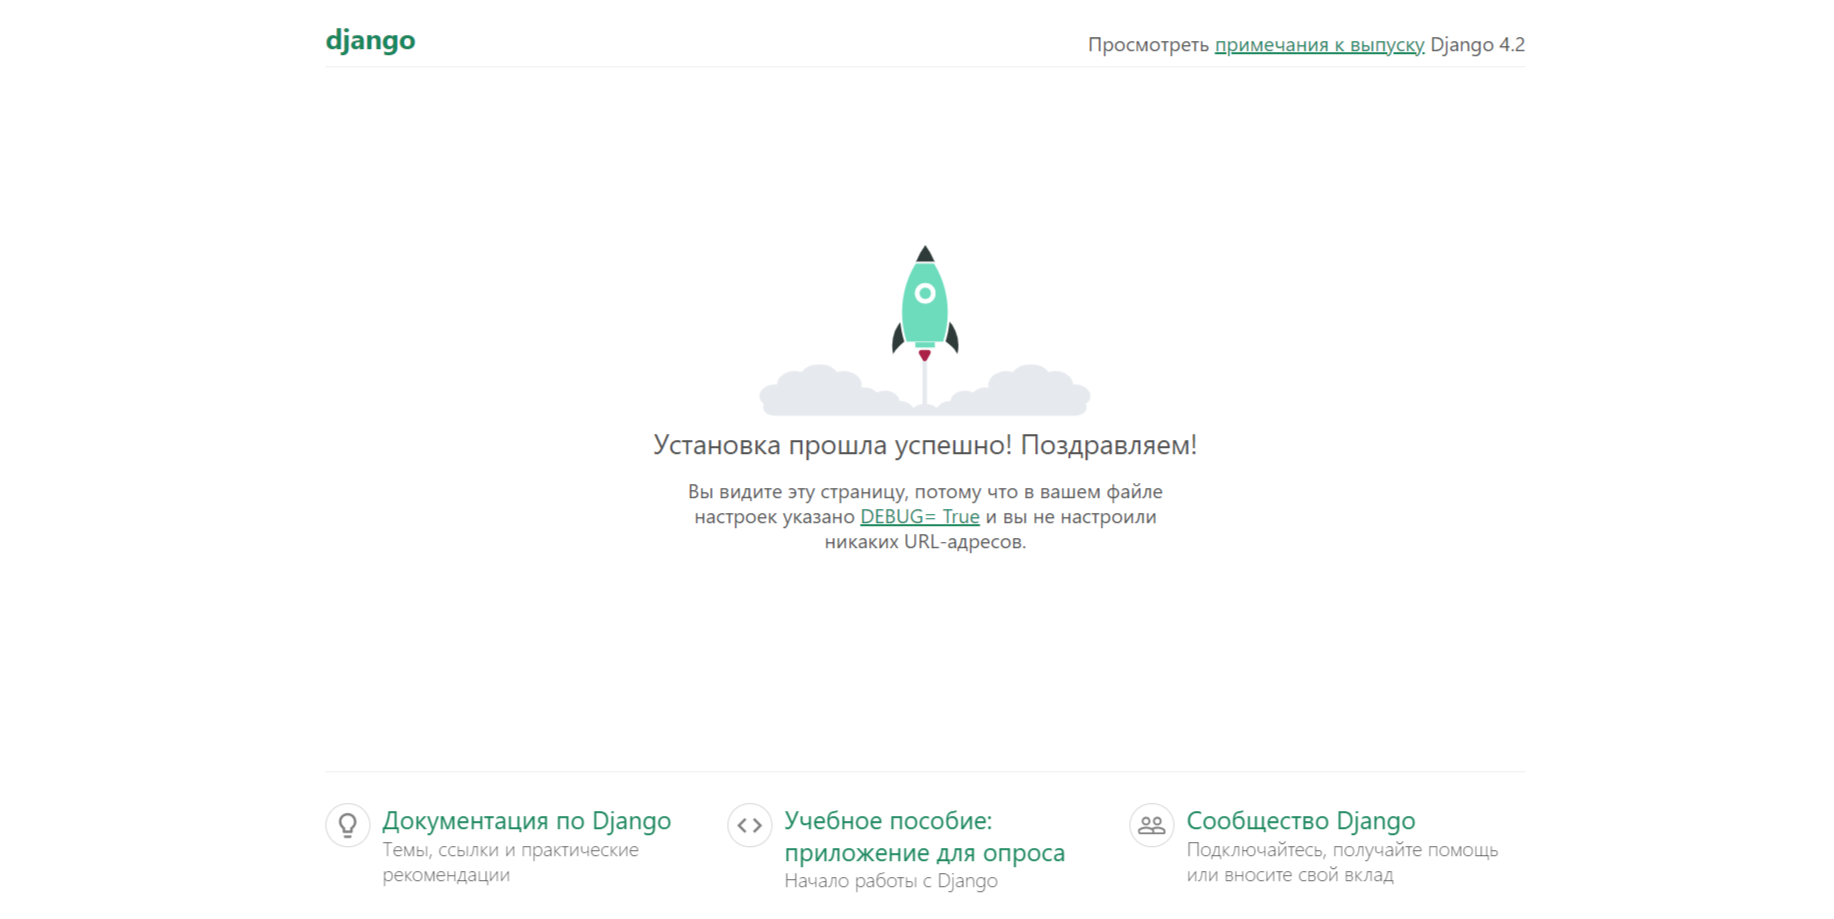 django
Просмотреть примечания к выпуску Django 4.2
Установка прошла успешно! Поздравляем!
Вы видите эту страницу, потому что в вашем файле
настроек указано DEBUG= True и вы не настроили
никаких URL-адресов.
Документация по Django
Темы, ссылки и практические
рекомендации
Учебное пособие:
приложение для опроса
Начало работы с Django
Сообщество Django
Подключайтесь, получайте помощь
или вносите свой вклад